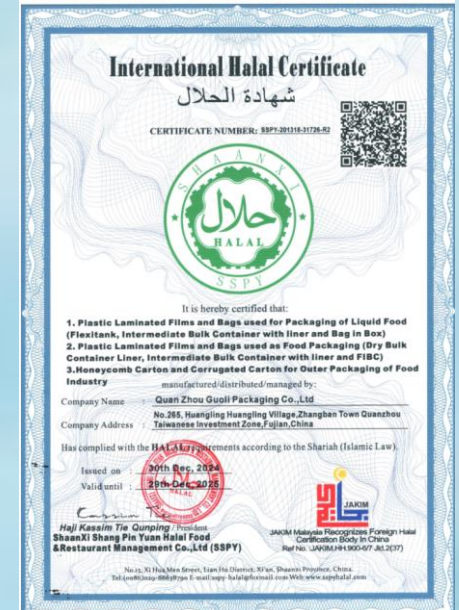 International Halal Certificate
شهادة الحلال
CERTIFICATE NUMBER: SSPY-201318-31726-R2
SHAANXI
حلال
HALAL
SSPY
It is hereby certified that:
1. Plastic Laminated Films and Bags used for Packaging of Liquid Food
(Flexitank, Intermediate Bulk Container with liner and Bag in Box)
2. Plastic Laminated Films and Bags used as Food Packaging (Dry Bulk
Container Liner, Intermediate Bulk Container with liner and FIBC)
3.Honeycomb Carton and Corrugated Carton for Outer Packaging of Food
Industry
manufactured/distributed/managed by:
Company Name : Quan Zhou Guoli Packaging Co.,Ltd
No.265, Huangling Huangling Village,Zhangban Town Quanzhou
Company Address : Taiwanese Investment Zone,Fujian,China
Has complied with the HALAL requirements according to the Shariah (Islamic Law).
Issued on : 30th Dec, 2024
Valid until : 29th Dec, 2025
HALAL
Haji Kassim Tie Qunping / President
ShaanXi Shang Pin Yuan Halal Food
&Restaurant Management Co.,Ltd (SSPY)
JAKIM
JAKIM Malaysia Recognizes Foreign Halal
Certification Body In China
Ref No. :JAKIM.HH.900-6/7 Jld.2(37)